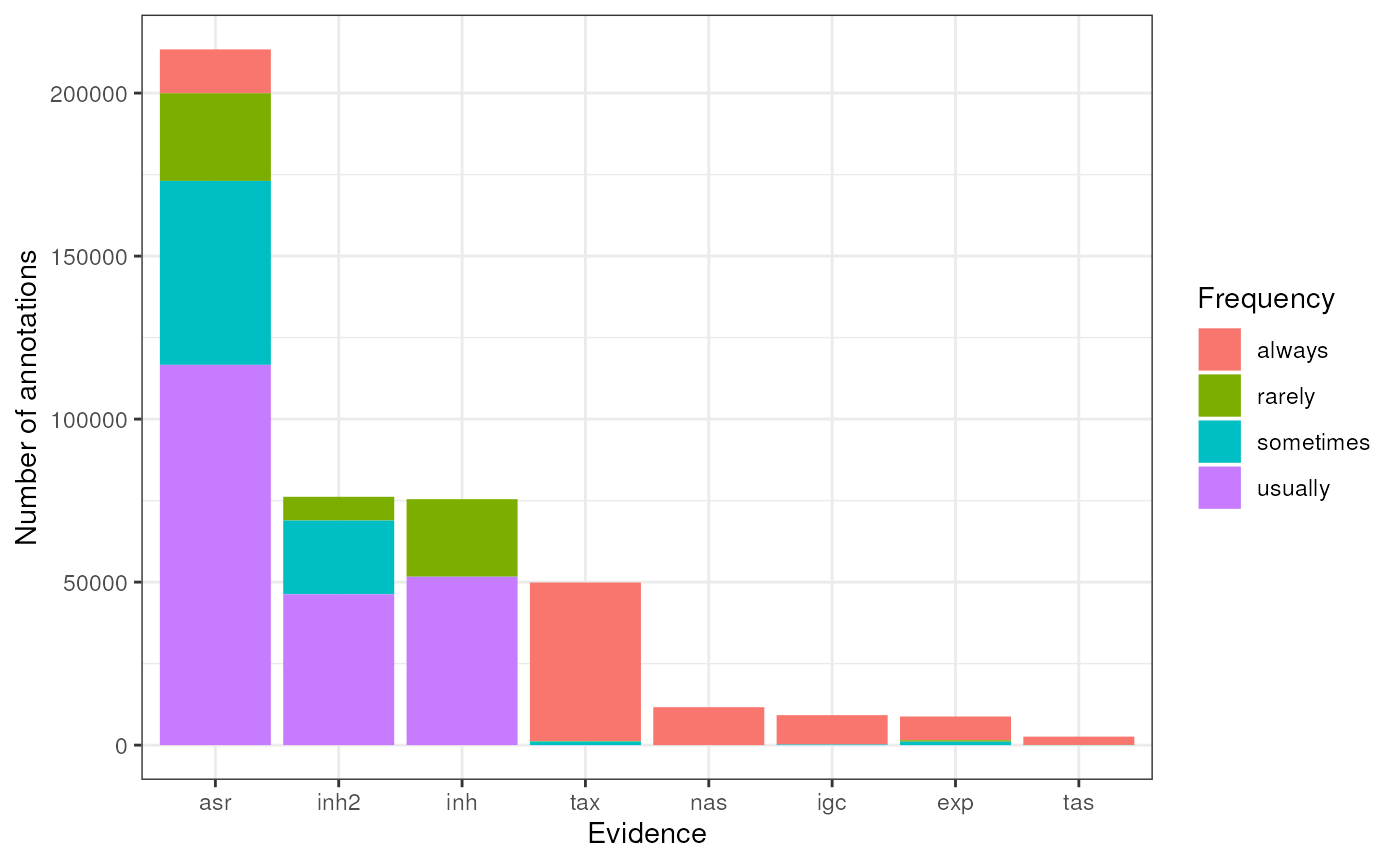 Number of annotations
200000
150000
100000
50000
0
asr inh2 inh tax nas igc exp tas
Evidence
Frequency
always
rarely
sometimes
usually